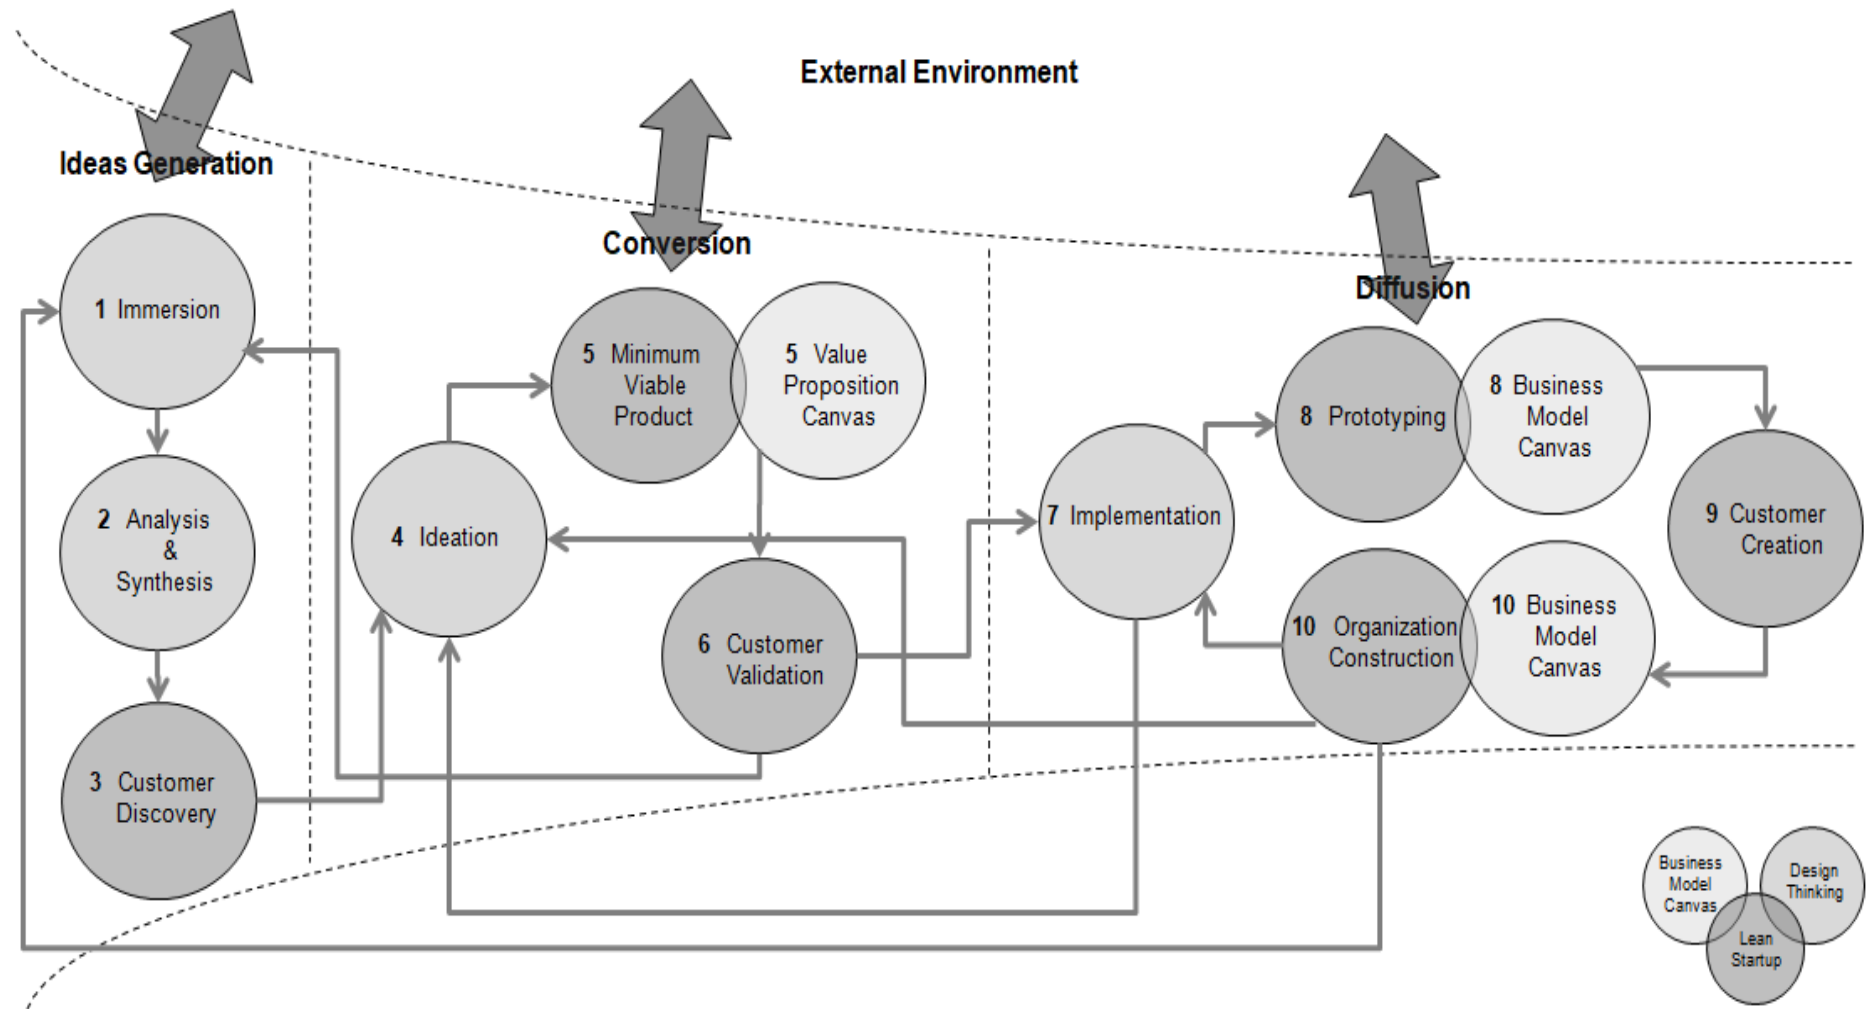 External Environment
Ideas Generation
Conversion
Diffusion
1 Immersion
2 Analysis
&
Synthesis
3 Customer
Discovery
4 Ideation
5 Minimum
Viable
Product
5 Value
Proposition
Canvas
6 Customer
Validation
7 Implementation
8 Prototyping
8 Business
Model
Canvas
9 Customer
Creation
10 Organization
Construction
10 Business
Model
Canvas
Business
Model
Canvas
Design
Thinking
Lean
Startup